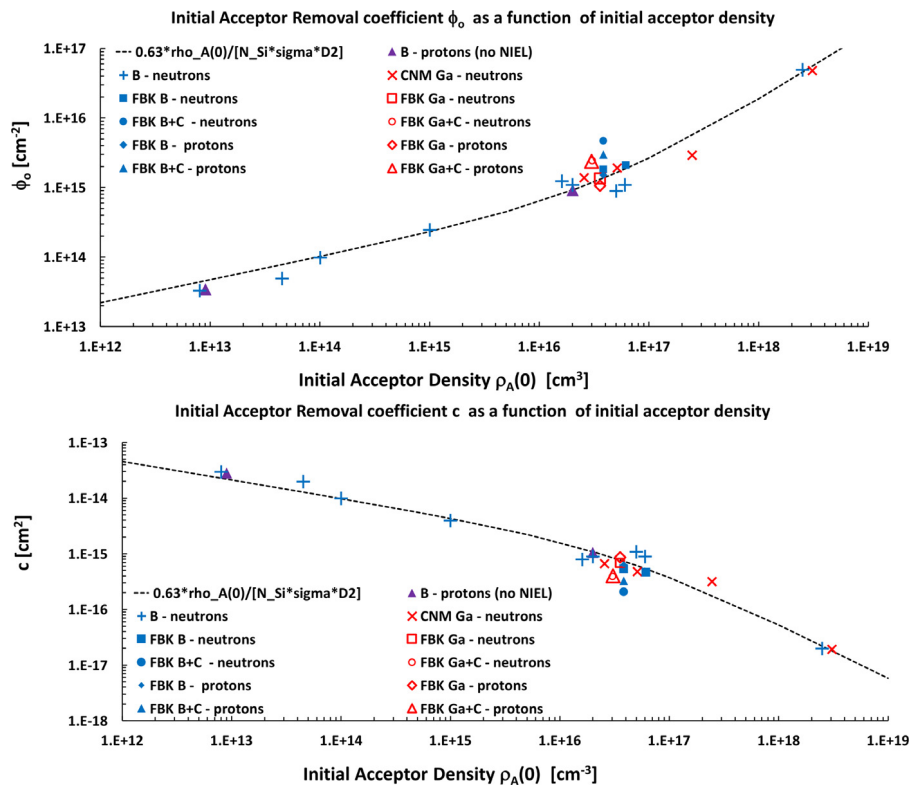 Initial Acceptor Removal coefficient ϕₒ as a function of initial acceptor density
1.E+17
1.E+16
1.E+15
1.E+14
1.E+13
ϕₒ [cm⁻²]
0.63*rho_A(0)/[N_Si*sigma*D2]
B - protons (no NIEL)
B - neutrons
CNM Ga - neutrons
FBK B - neutrons
FBK Ga - neutrons
FBK B+C - neutrons
FBK Ga+C - neutrons
FBK B - protons
FBK Ga - protons
FBK B+C - protons
FBK Ga+C - protons
1.E+12 1.E+13 1.E+14 1.E+15 1.E+16 1.E+17 1.E+18 1.E+19
Initial Acceptor Density ρ_A(0) [cm³]
Initial Acceptor Removal coefficient c as a function of initial acceptor density
1.E-13
1.E-14
1.E-15
1.E-16
1.E-17
1.E-18
c [cm²]
0.63*rho_A(0)/[N_Si*sigma*D2]
B - protons (no NIEL)
B - neutrons
CNM Ga - neutrons
FBK B - neutrons
FBK Ga - neutrons
FBK B+C - neutrons
FBK Ga+C - neutrons
FBK B - protons
FBK Ga - protons
FBK B+C - protons
FBK Ga+C - protons
1.E+12 1.E+13 1.E+14 1.E+15 1.E+16 1.E+17 1.E+18 1.E+19
Initial Acceptor Density ρ_A(0) [cm⁻³]